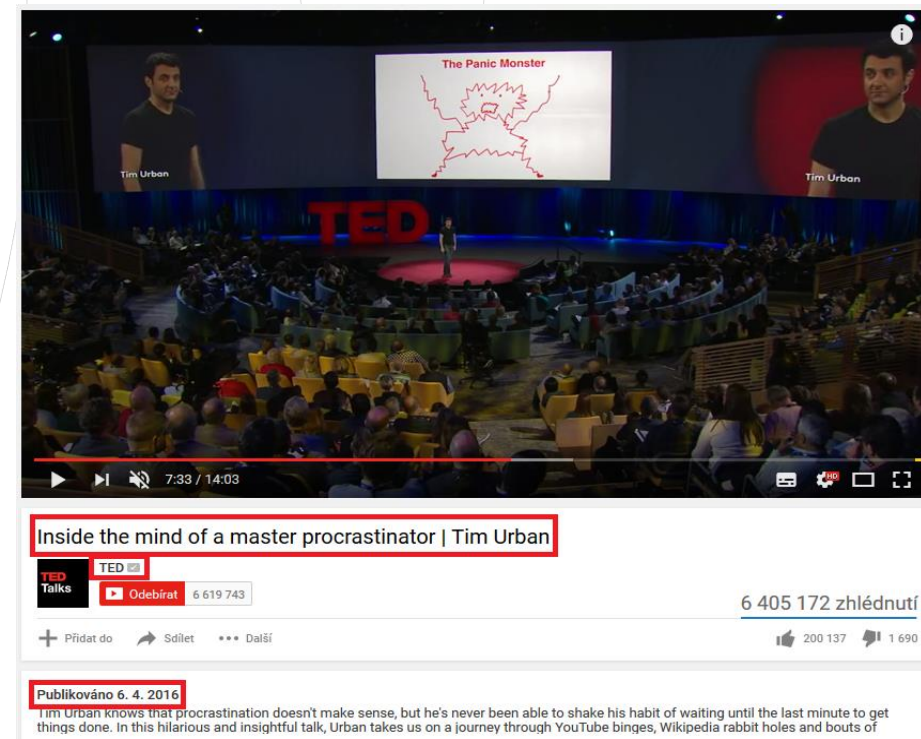 The Panic Monster
Tim Urban
Tim Urban
TED
7:33 / 14:03
HD
Inside the mind of a master procrastinator | Tim Urban
TED
Talks
TED
Odebírat 6 619 743
6 405 172 zhlédnutí
Přidat do Sdílet Další
200 137 1 690
Publikováno 6. 4. 2016
Tim Urban knows that procrastination doesn't make sense, but he's never been able to shake his habit of waiting until the last minute to get
things done. In this hilarious and insightful talk, Urban takes us on a journey through YouTube binges, Wikipedia rabbit holes and bouts of